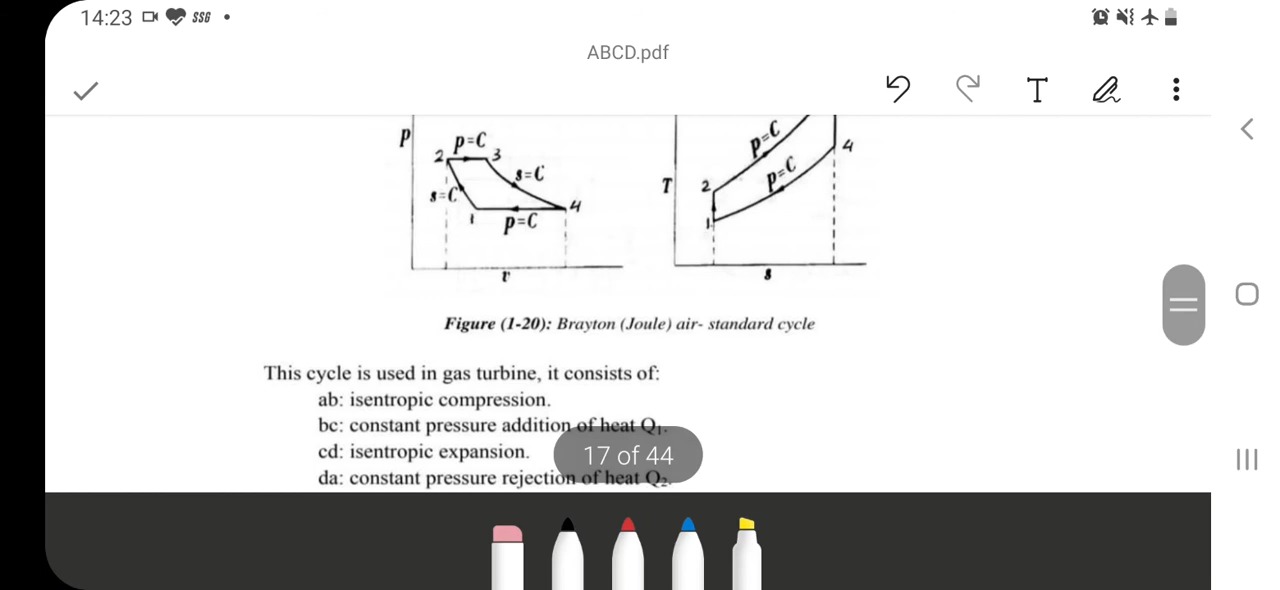 14:23 SSG
ABCD.pdf
T
p
p=C
2
3
s=C
s=C
1
4
p=C
v
T
p=C
4
2
p=C
1
s
Figure (1-20): Brayton (Joule) air- standard cycle
This cycle is used in gas turbine, it consists of:
ab: isentropic compression.
bc: constant pressure addition of heat Q1.
cd: isentropic expansion.
17 of 44
da: constant pressure rejection of heat Q2.